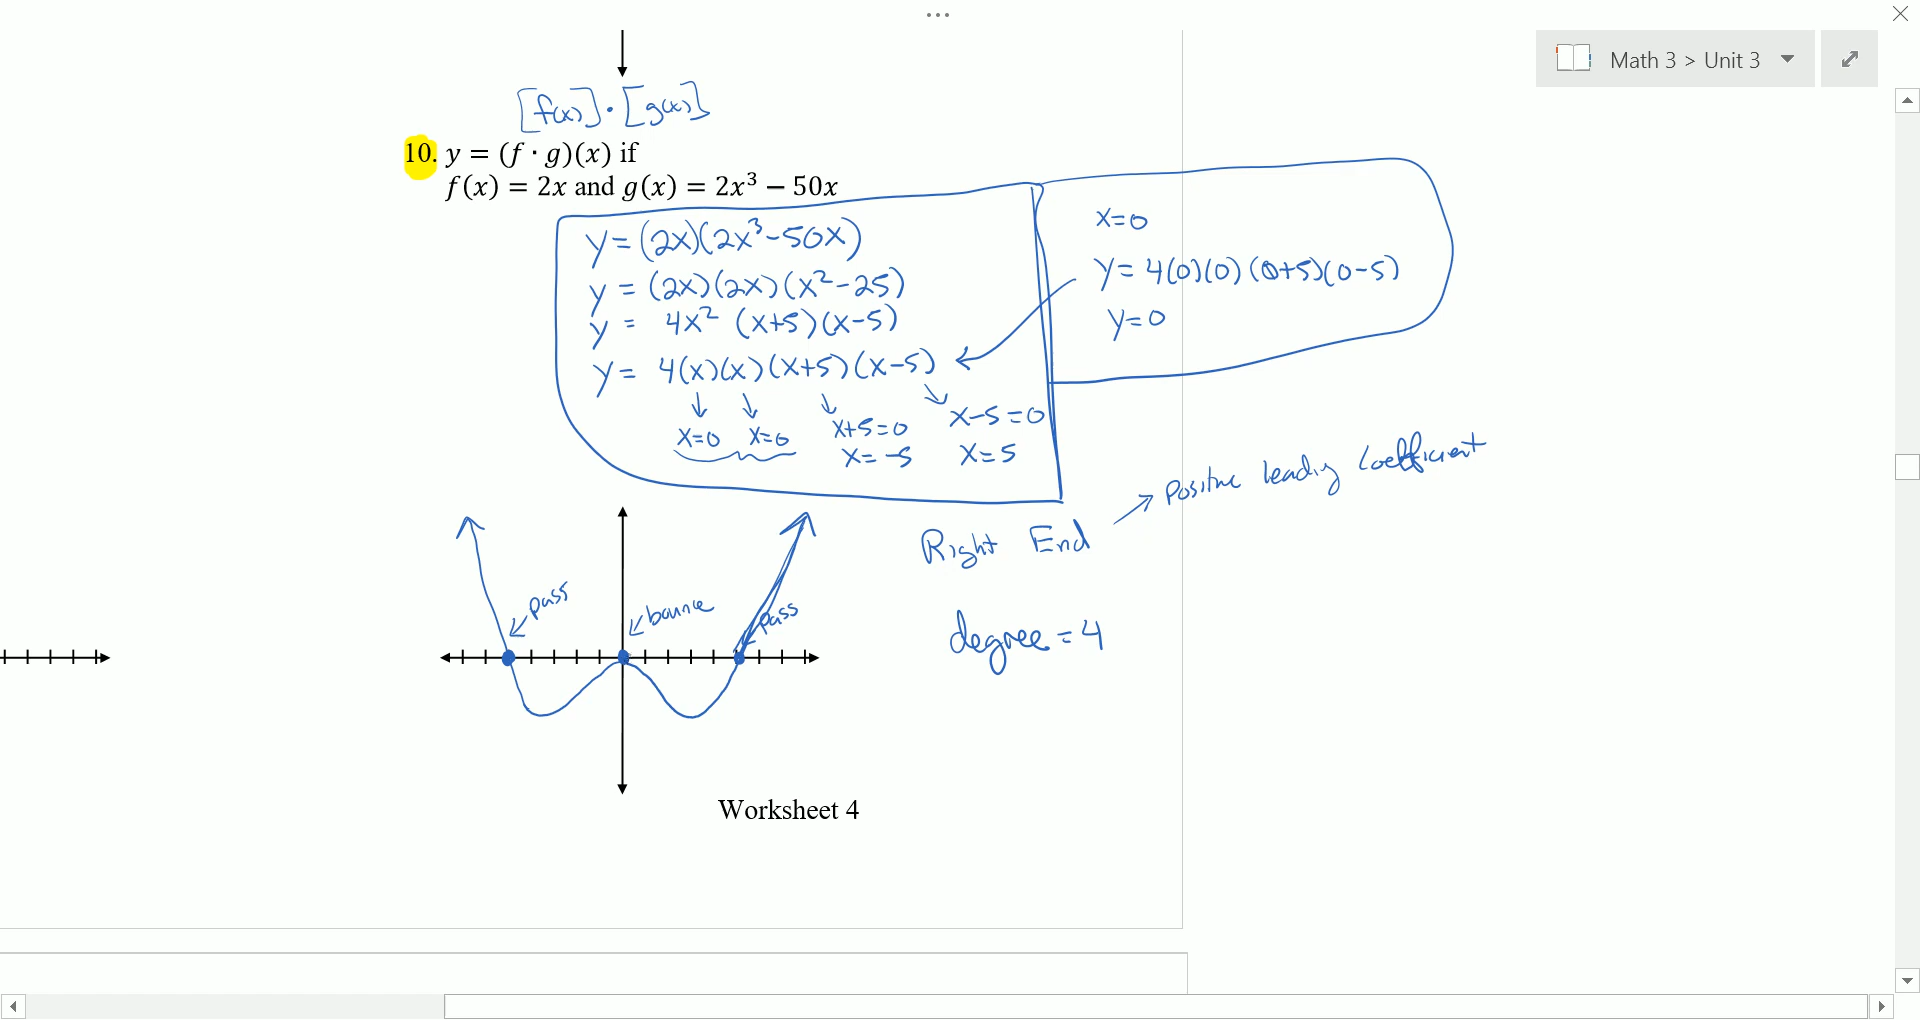 Math 3 > Unit 3
[f(x)]·[g(x)]
10. y = (f · g)(x) if
f(x) = 2x and g(x) = 2x³ − 50x
y = (2x)(2x³-50x)
y = (2x)(2x)(x²-25)
y = 4x² (x+5)(x-5)
y = 4(x)(x)(x+5)(x-5)
x=0 x=0 x+5=0 x-5=0
x=-5 x=5
x=0
y= 4(0)(0)(0+5)(0-5)
y=0
Right End
Positive leading coefficient
degree = 4
pass
bounce
pass
Worksheet 4